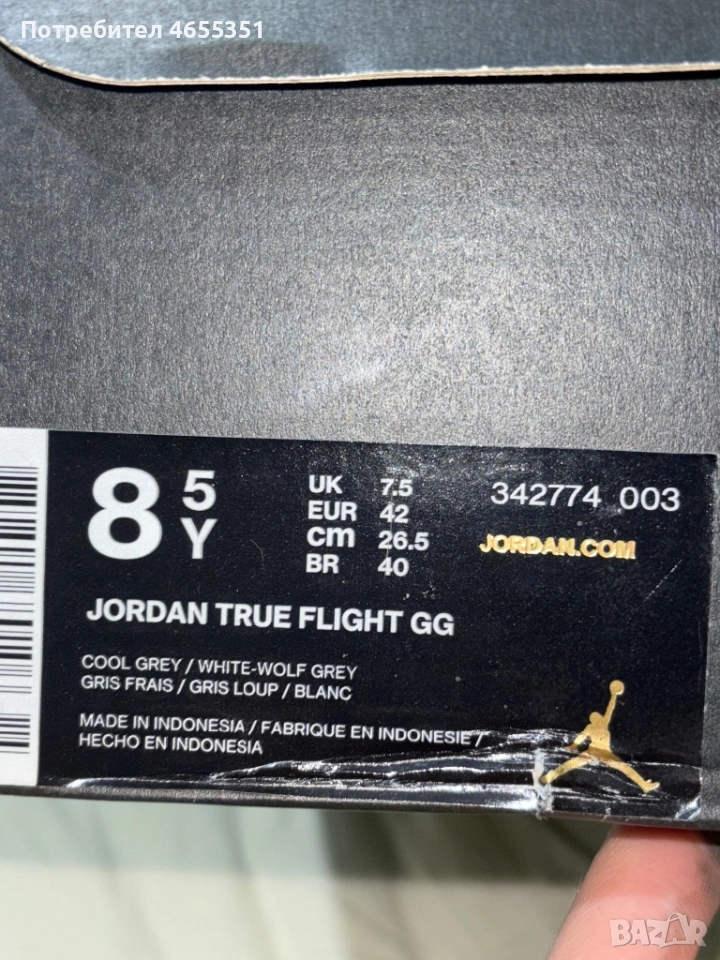 Потребител 4655351
8 5 Y
UK 7.5
EUR 42
cm 26.5
BR 40
342774 003
JORDAN.COM
JORDAN TRUE FLIGHT GG
COOL GREY / WHITE-WOLF GREY
GRIS FRAIS / GRIS LOUP / BLANC
MADE IN INDONESIA / FABRIQUE EN INDONESIE /
HECHO EN INDONESIA
BAZAR